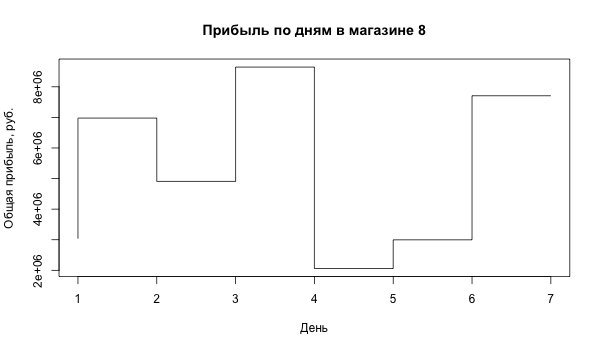 Прибыль по дням в магазине 8
Общая прибыль, руб.
8e+06
6e+06
4e+06
2e+06
1 2 3 4 5 6 7
День